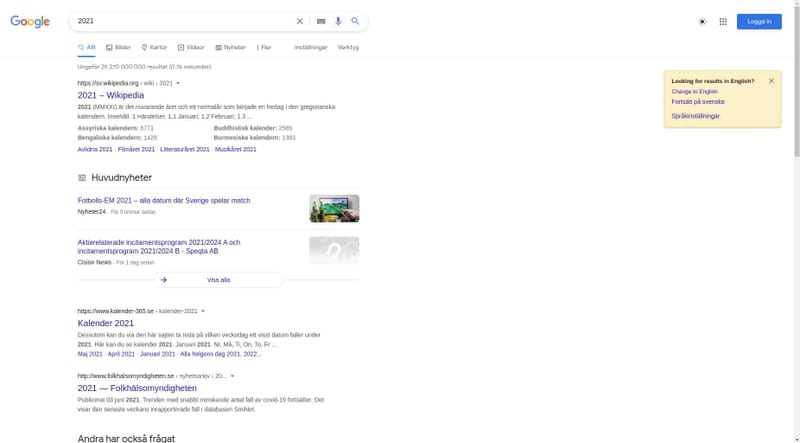 Google
2021
Logga in
Allt Bilder Kartor Videor Nyheter Fler Inställningar Verktyg
Ungefär 25 270 000 000 resultat (0,76 sekunder)
Looking for results in English?
Change to English
Fortsätt på svenska
Språkinställningar
https://sv.wikipedia.org › wiki › 2021
2021 – Wikipedia
2021 (MMXXI) är det nuvarande året och ett normalår som började en fredag i den gregorianska
kalendern. Innehåll. 1 Händelser. 1.1 Januari; 1.2 Februari; 1.3 ...
Assyriska kalendern: 6771 Buddhistisk kalender: 2565
Bengaliska kalendern: 1428 Burmesiska kalendern: 1383
Avlidna 2021 · Filmåret 2021 · Litteraturåret 2021 · Musikåret 2021
Huvudnyheter
Fotbolls-EM 2021 – alla datum där Sverige spelar match
Nyheter24 · För 9 timmar sedan
Aktierelaterade incitamentsprogram 2021/2024 A och
incitamentsprogram 2021/2024 B - Speqta AB
Cision News · För 1 dag sedan
Visa alla
https://www.kalender-365.se › kalender-2021
Kalender 2021
Dessutom kan du via den här sajten ta reda på vilken veckodag ett visst datum faller under
2021. Här kan du se kalender 2021. Januari 2021. Nr, Må, Ti, On, To, Fr ...
Maj 2021 · April 2021 · Januari 2021 · Alla helgons dag 2021, 2022...
http://www.folkhalsomyndigheten.se › nyhetsarkiv › 20...
2021 — Folkhälsomyndigheten
Publicerat 03 juni 2021. Trenden med snabbt minskande antal fall av covid-19 fortsätter. Det
visar den senaste veckans inrapporterade fall i databasen SmiNet.
Andra har också frågat